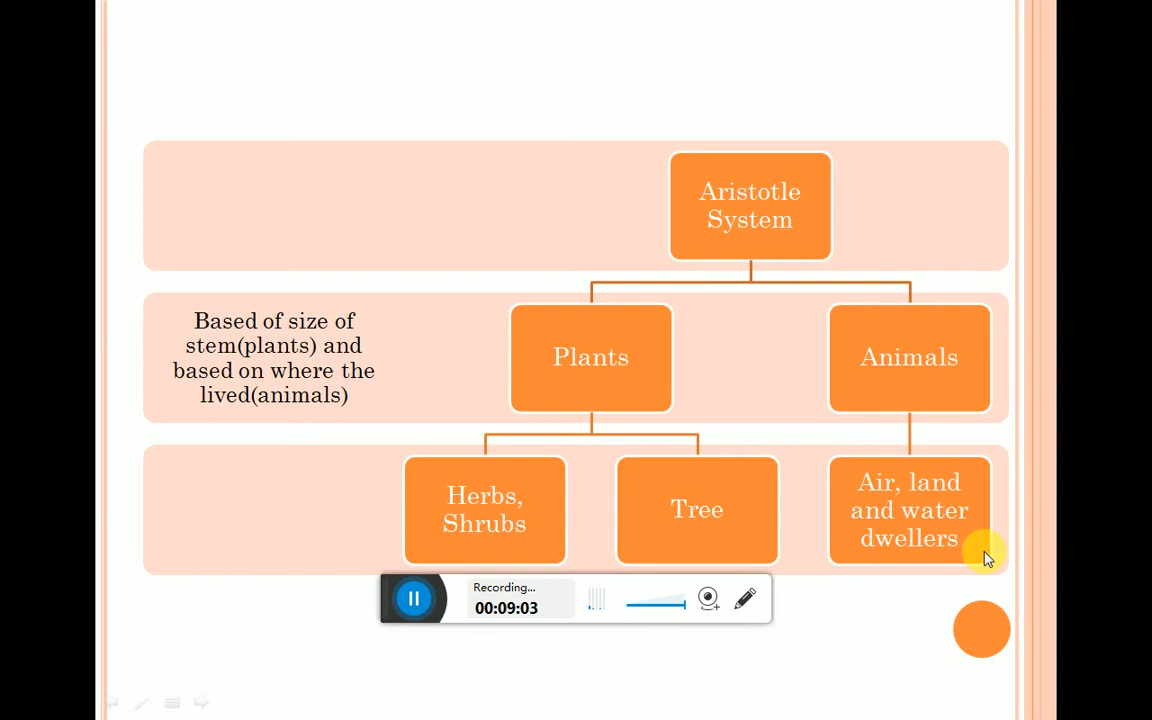 Aristotle
System
Based of size of
stem(plants) and
based on where the
lived(animals)
Plants
Animals
Herbs,
Shrubs
Tree
Air, land
and water
dwellers
Recording...
00:09:03